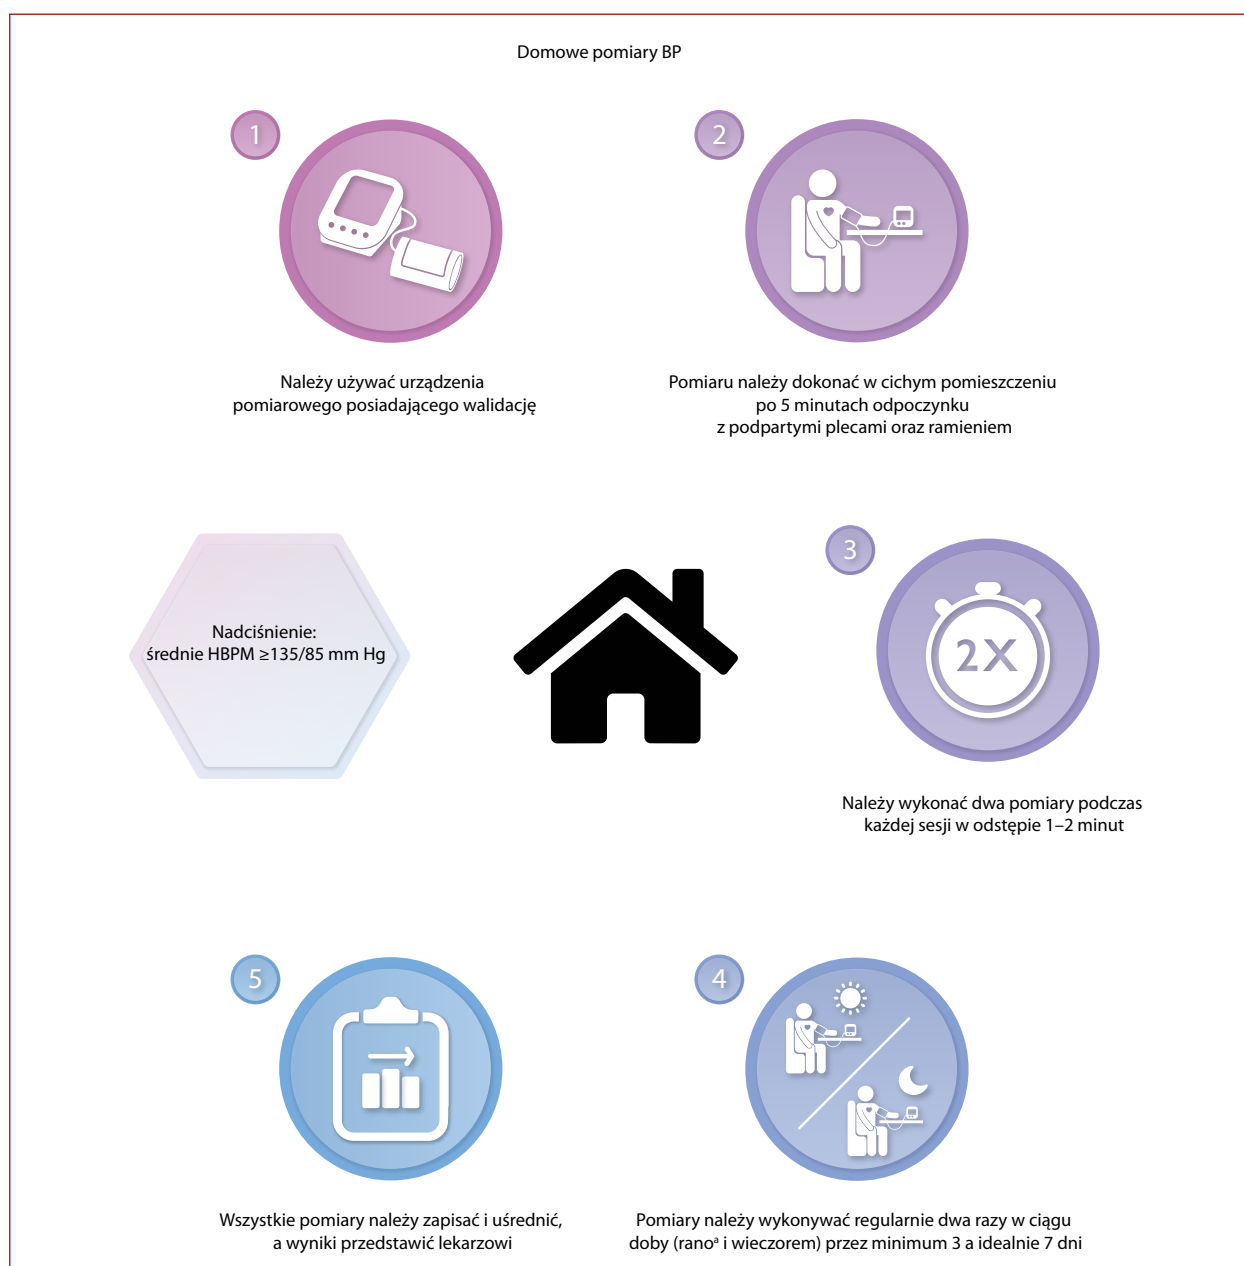 Domowe pomiary BP
1
Należy używać urządzenia
pomiarowego posiadającego walidację
2
Pomiaru należy dokonać w cichym pomieszczeniu
po 5 minutach odpoczynku
z podpartymi plecami oraz ramieniem
3
2X
Należy wykonać dwa pomiary podczas
każdej sesji w odstępie 1–2 minut
4
Pomiary należy wykonywać regularnie dwa razy w ciągu
doby (ranoᵃ i wieczorem) przez minimum 3 a idealnie 7 dni
5
Wszystkie pomiary należy zapisać i uśrednić,
a wyniki przedstawić lekarzowi
Nadciśnienie:
średnie HBPM ≥135/85 mm Hg